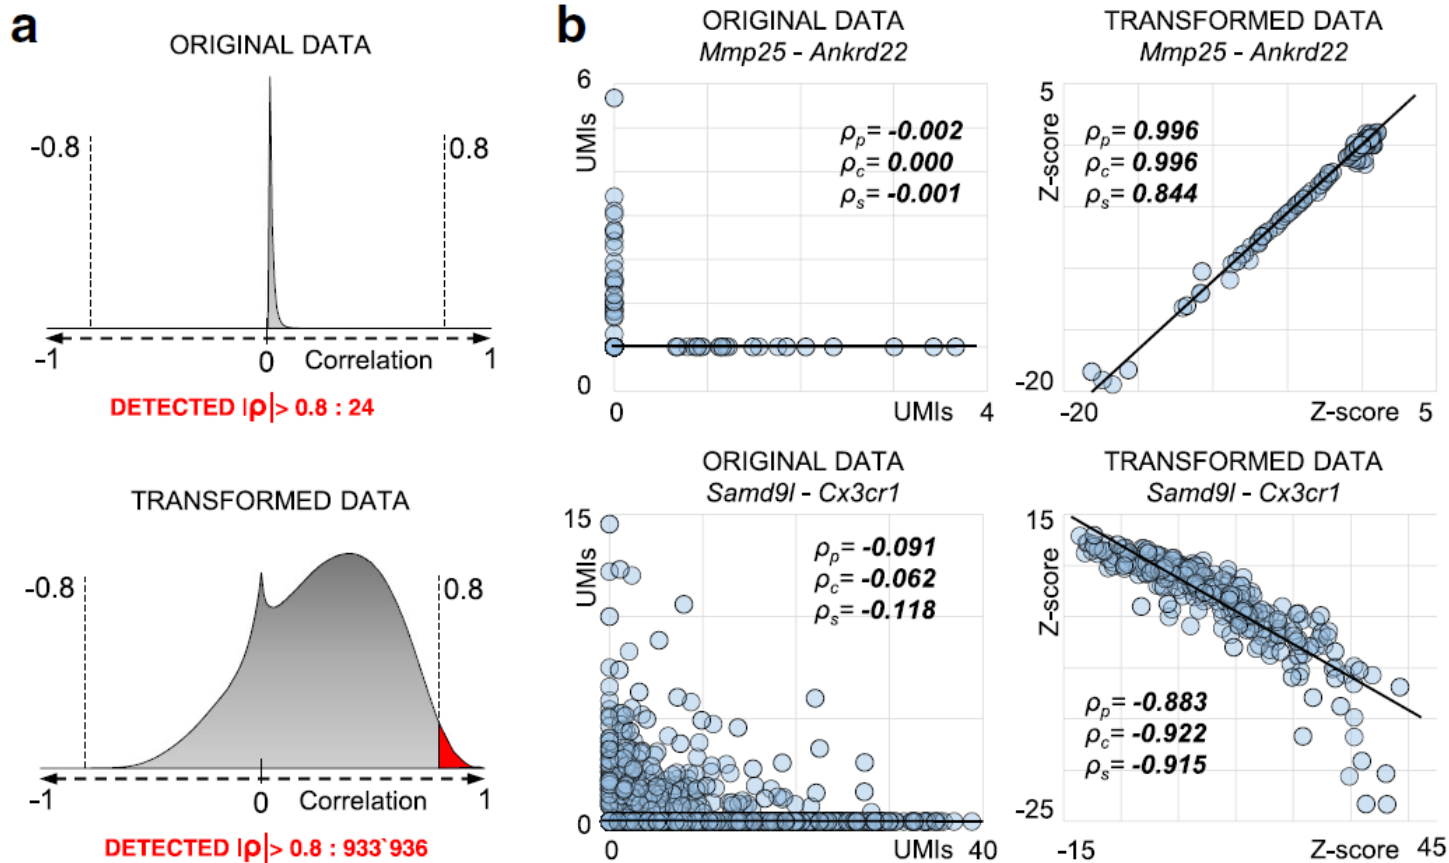 a
ORIGINAL DATA
-0.8
0.8
-1
0
Correlation
1
DETECTED |ρ|> 0.8 : 24
TRANSFORMED DATA
-0.8
0.8
-1
0
Correlation
1
DETECTED |ρ|> 0.8 : 933`936
b
ORIGINAL DATA
Mmp25 - Ankrd22
6
UMIs
ρp= -0.002
ρc= 0.000
ρs= -0.001
0
0
UMIs
4
TRANSFORMED DATA
Mmp25 - Ankrd22
5
Z-score
ρp= 0.996
ρc= 0.996
ρs= 0.844
-20
-20
Z-score
5
ORIGINAL DATA
Samd9l - Cx3cr1
15
UMIs
ρp= -0.091
ρc= -0.062
ρs= -0.118
0
0
UMIs
40
TRANSFORMED DATA
Samd9l - Cx3cr1
15
Z-score
ρp= -0.883
ρc= -0.922
ρs= -0.915
-25
-15
Z-score
45